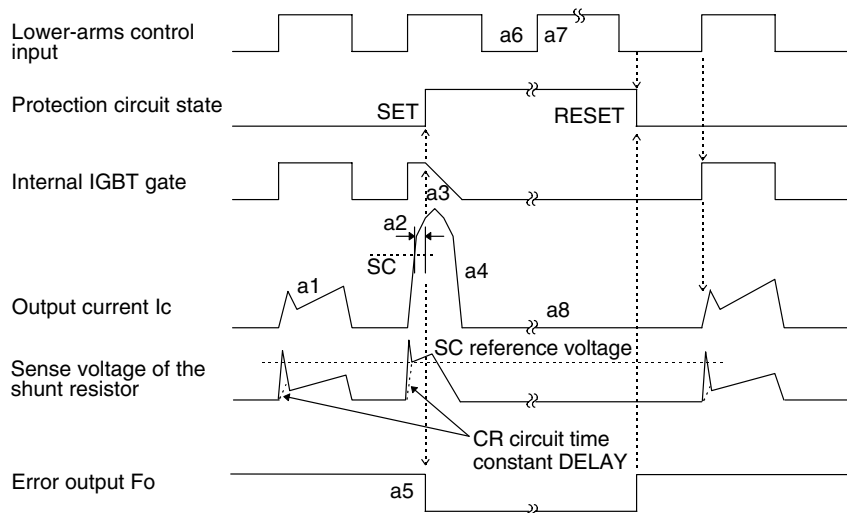 Lower-arms control
input
a6
a7
Protection circuit state
SET
RESET
Internal IGBT gate
a3
a2
SC
a4
Output current Ic
a1
a8
SC reference voltage
Sense voltage of the
shunt resistor
CR circuit time
constant DELAY
Error output Fo
a5